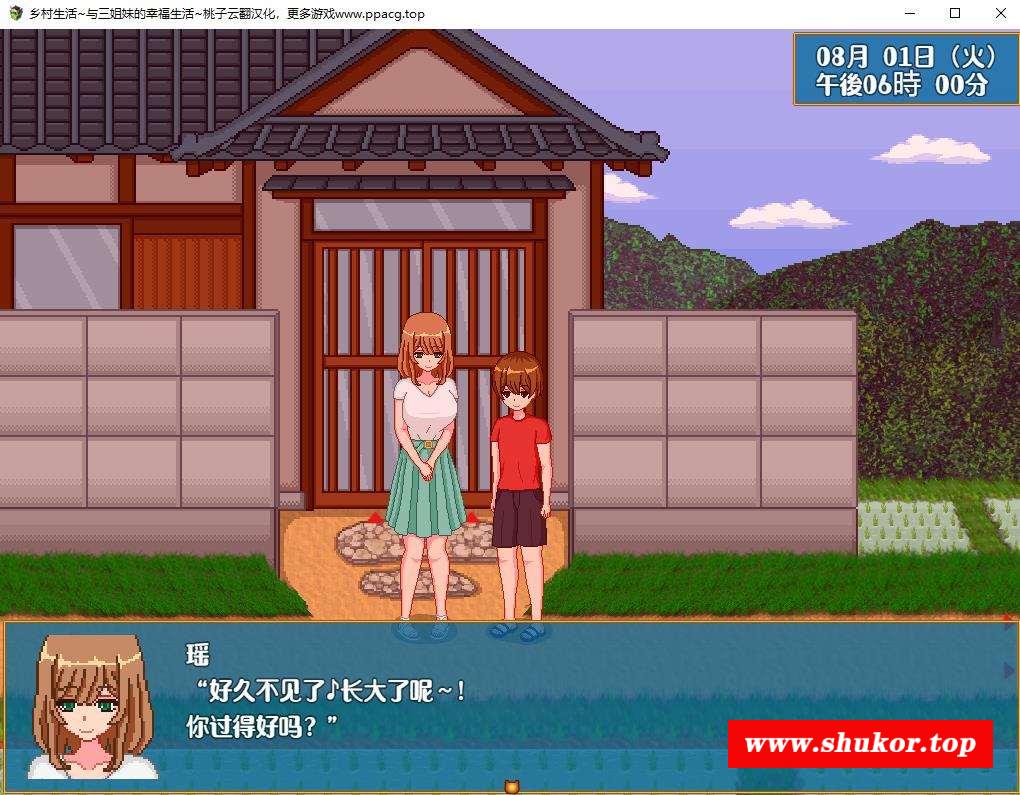 乡村生活~与三姐妹的幸福生活~桃子云翻汉化，更多游戏www.ppacg.top
08月 01日（火）
午後06時 00分
瑶
“好久不见了♪长大了呢～！
你过得好吗？”
www.shukor.top